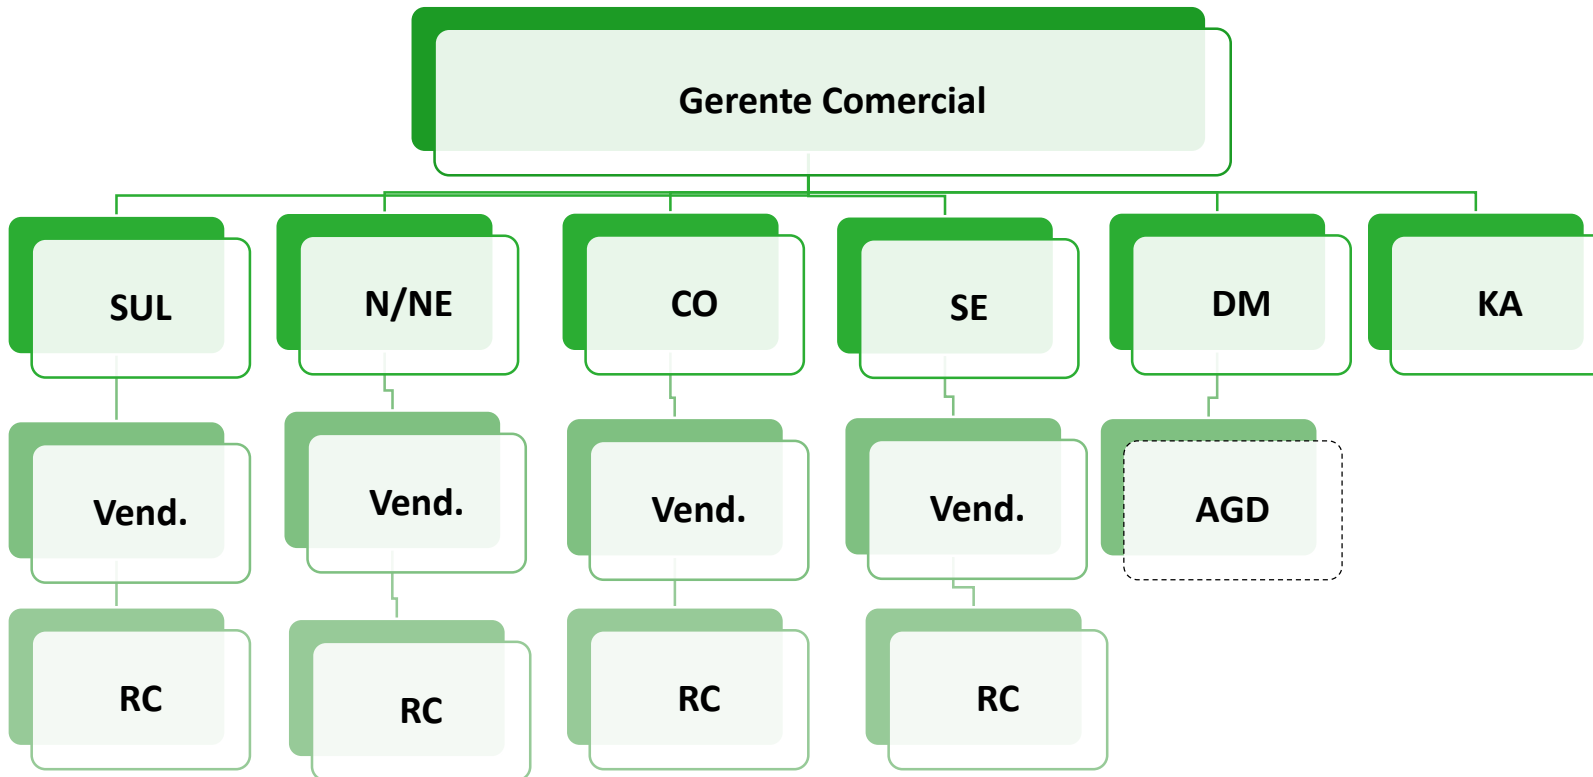 Gerente Comercial
SUL
N/NE
CO
SE
DM
KA
Vend.
Vend.
Vend.
Vend.
AGD
RC
RC
RC
RC